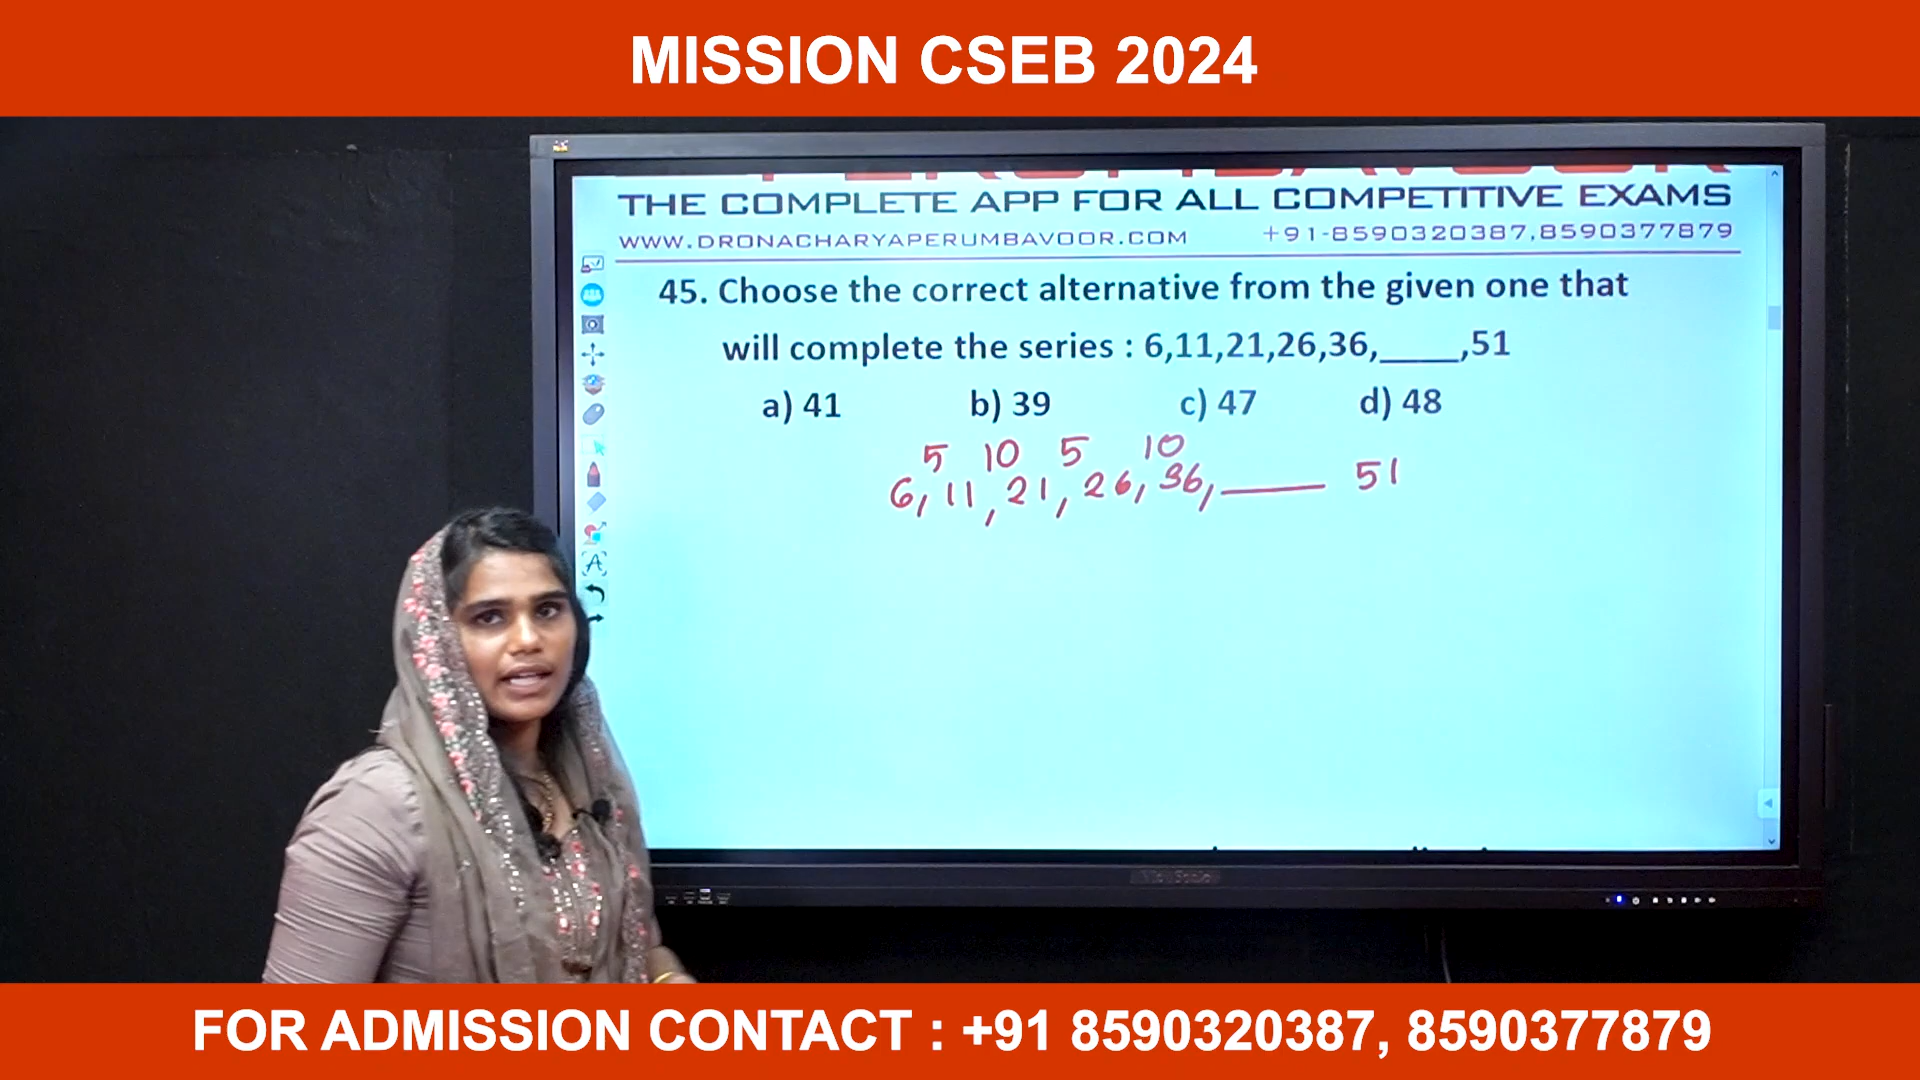 MISSION CSEB 2024
THE COMPLETE APP FOR ALL COMPETITIVE EXAMS
WWW.DRONACHARYAPERUMBAVOOR.COM +91-8590320387,8590377879
45. Choose the correct alternative from the given one that
will complete the series : 6,11,21,26,36,____,51
a) 41 b) 39 c) 47 d) 48
5 10 5 10
6, 11, 21, 26, 36, ____ 51
FOR ADMISSION CONTACT : +91 8590320387, 8590377879